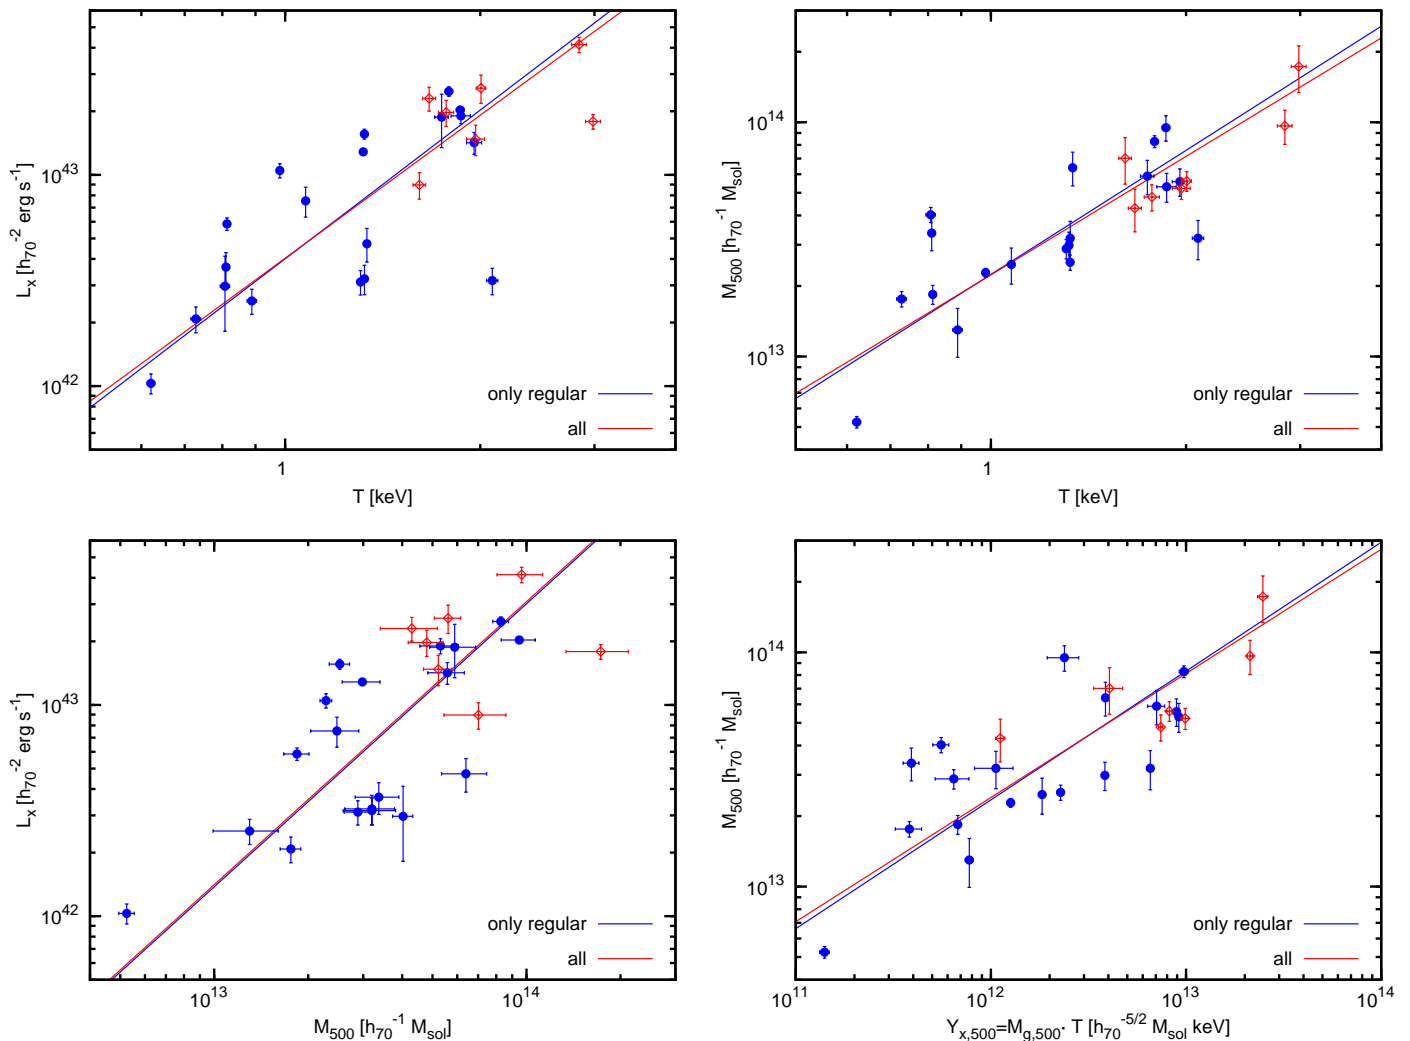 L_x [h_70^-2 erg s^-1]
10^43
10^42
only regular
all
1
T [keV]
M_500 [h_70^-1 M_sol]
10^14
10^13
only regular
all
1
T [keV]
L_x [h_70^-2 erg s^-1]
10^43
10^42
only regular
all
10^13 10^14
M_500 [h_70^-1 M_sol]
M_500 [h_70^-1 M_sol]
10^14
10^13
only regular
all
10^11 10^12 10^13 10^14
Y_x,500=M_g,500· T [h_70^-5/2 M_sol keV]